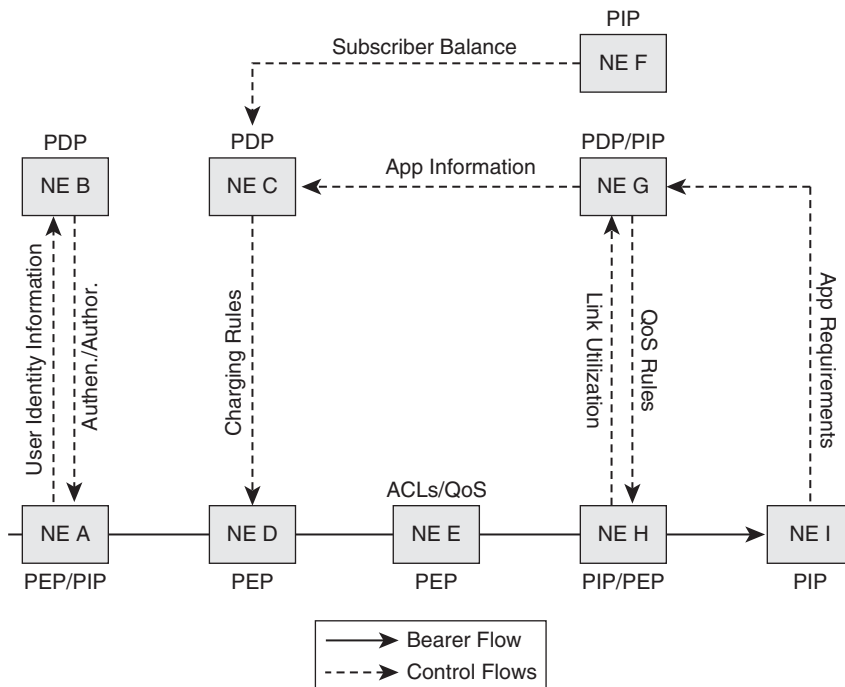 PIP
Subscriber Balance
NE F
PDP
PDP
PDP/PIP
App Information
NE B
NE C
NE G
User Identity Information
Authen./Author.
Charging Rules
Link Utilization
QoS Rules
App Requirements
ACLs/QoS
NE A
NE D
NE E
NE H
NE I
PEP/PIP
PEP
PEP
PIP/PEP
PIP
Bearer Flow
Control Flows